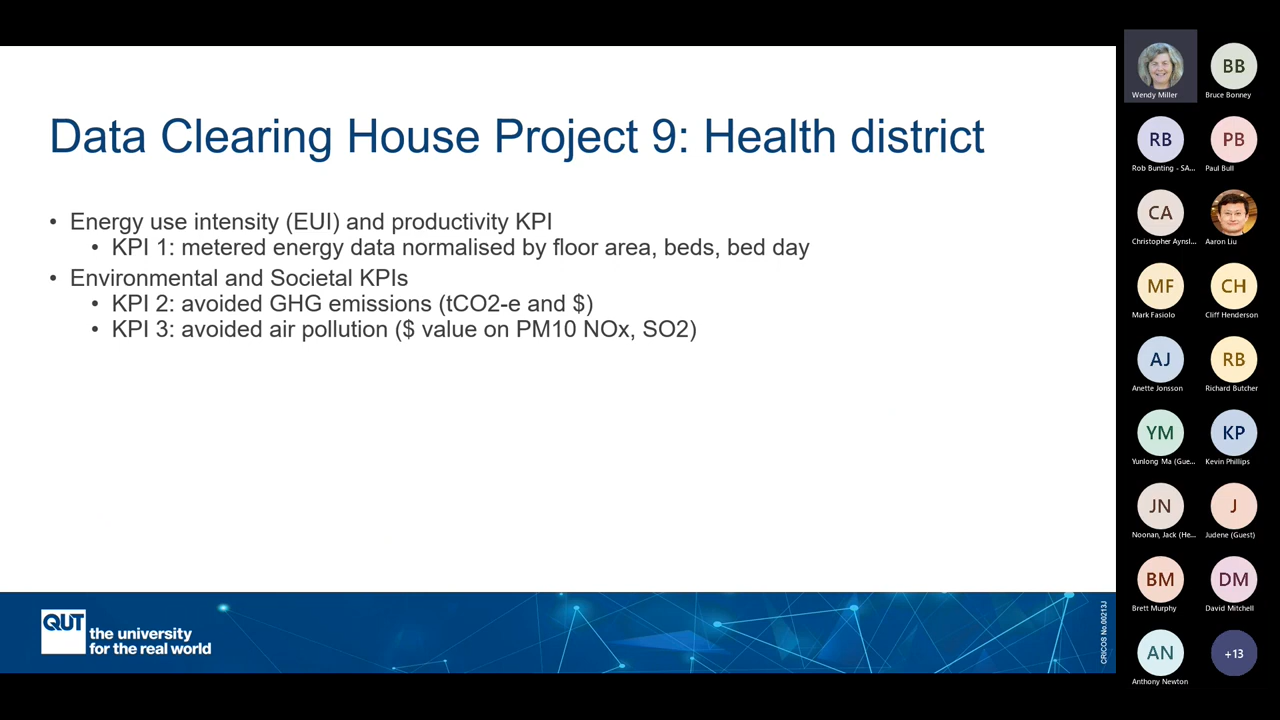 Data Clearing House Project 9: Health district
• Energy use intensity (EUI) and productivity KPI
• KPI 1: metered energy data normalised by floor area, beds, bed day
• Environmental and Societal KPIs
• KPI 2: avoided GHG emissions (tCO2-e and $)
• KPI 3: avoided air pollution ($ value on PM10 NOx, SO2)
QUT
the university
for the real world
CRICOS No.00213J
Wendy Miller
BB
Bruce Bonney
RB
Rob Bunting - SA...
PB
Paul Bull
CA
Christopher Aynsl...
Aaron Liu
MF
Mark Fasiolo
CH
Cliff Henderson
AJ
Anette Jonsson
RB
Richard Butcher
YM
Yunlong Ma (Gue...
KP
Kevin Phillips
JN
Noonan, Jack (He...
J
Judene (Guest)
BM
Brett Murphy
DM
David Mitchell
AN
Anthony Newton
+13